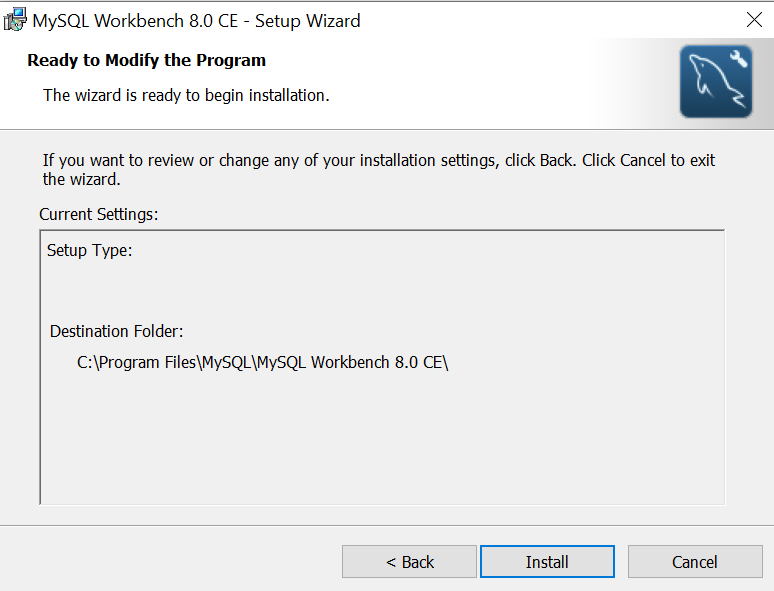 MySQL Workbench 8.0 CE - Setup Wizard
Ready to Modify the Program
The wizard is ready to begin installation.
If you want to review or change any of your installation settings, click Back. Click Cancel to exit
the wizard.
Current Settings:
Setup Type:
Destination Folder:
C:\Program Files\MySQL\MySQL Workbench 8.0 CE\
< Back
Install
Cancel